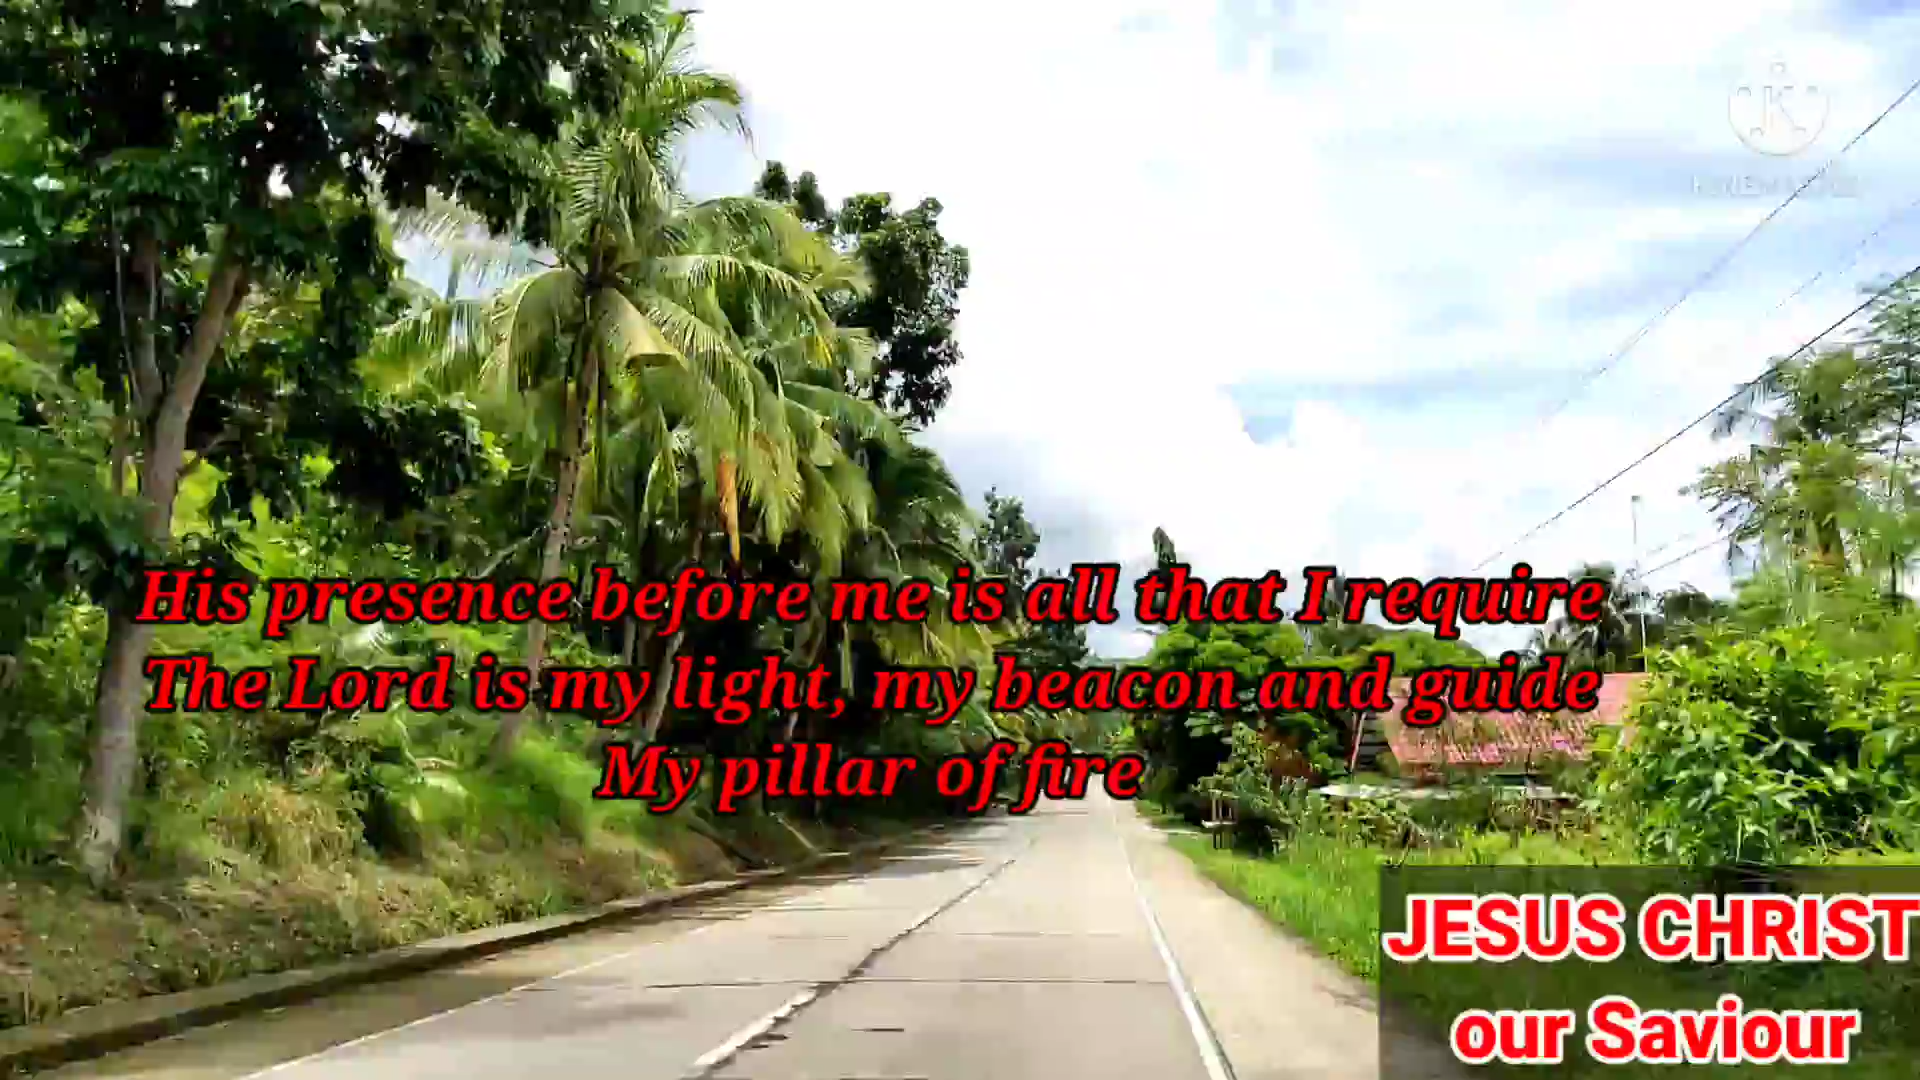 His presence before me is all that I require
The Lord is my light, my beacon and guide
My pillar of fire
JESUS CHRIST
our Saviour